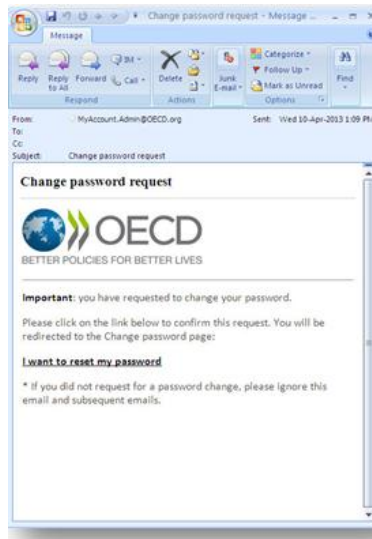 Change password request - Message ...
Message
Reply
Reply to All
Forward
IM
Call
Respond
Delete
Actions
Junk E-mail
Categorize
Follow Up
Mark as Unread
Options
Find
From: MyAccount.Admin@OECD.org
Sent: Wed 10-Apr-2013 1:09 PM
To:
Cc:
Subject: Change password request
Change password request
OECD
BETTER POLICIES FOR BETTER LIVES
Important: you have requested to change your password.
Please click on the link below to confirm this request. You will be
redirected to the Change password page:
I want to reset my password
* If you did not request for a password change, please ignore this
email and subsequent emails.